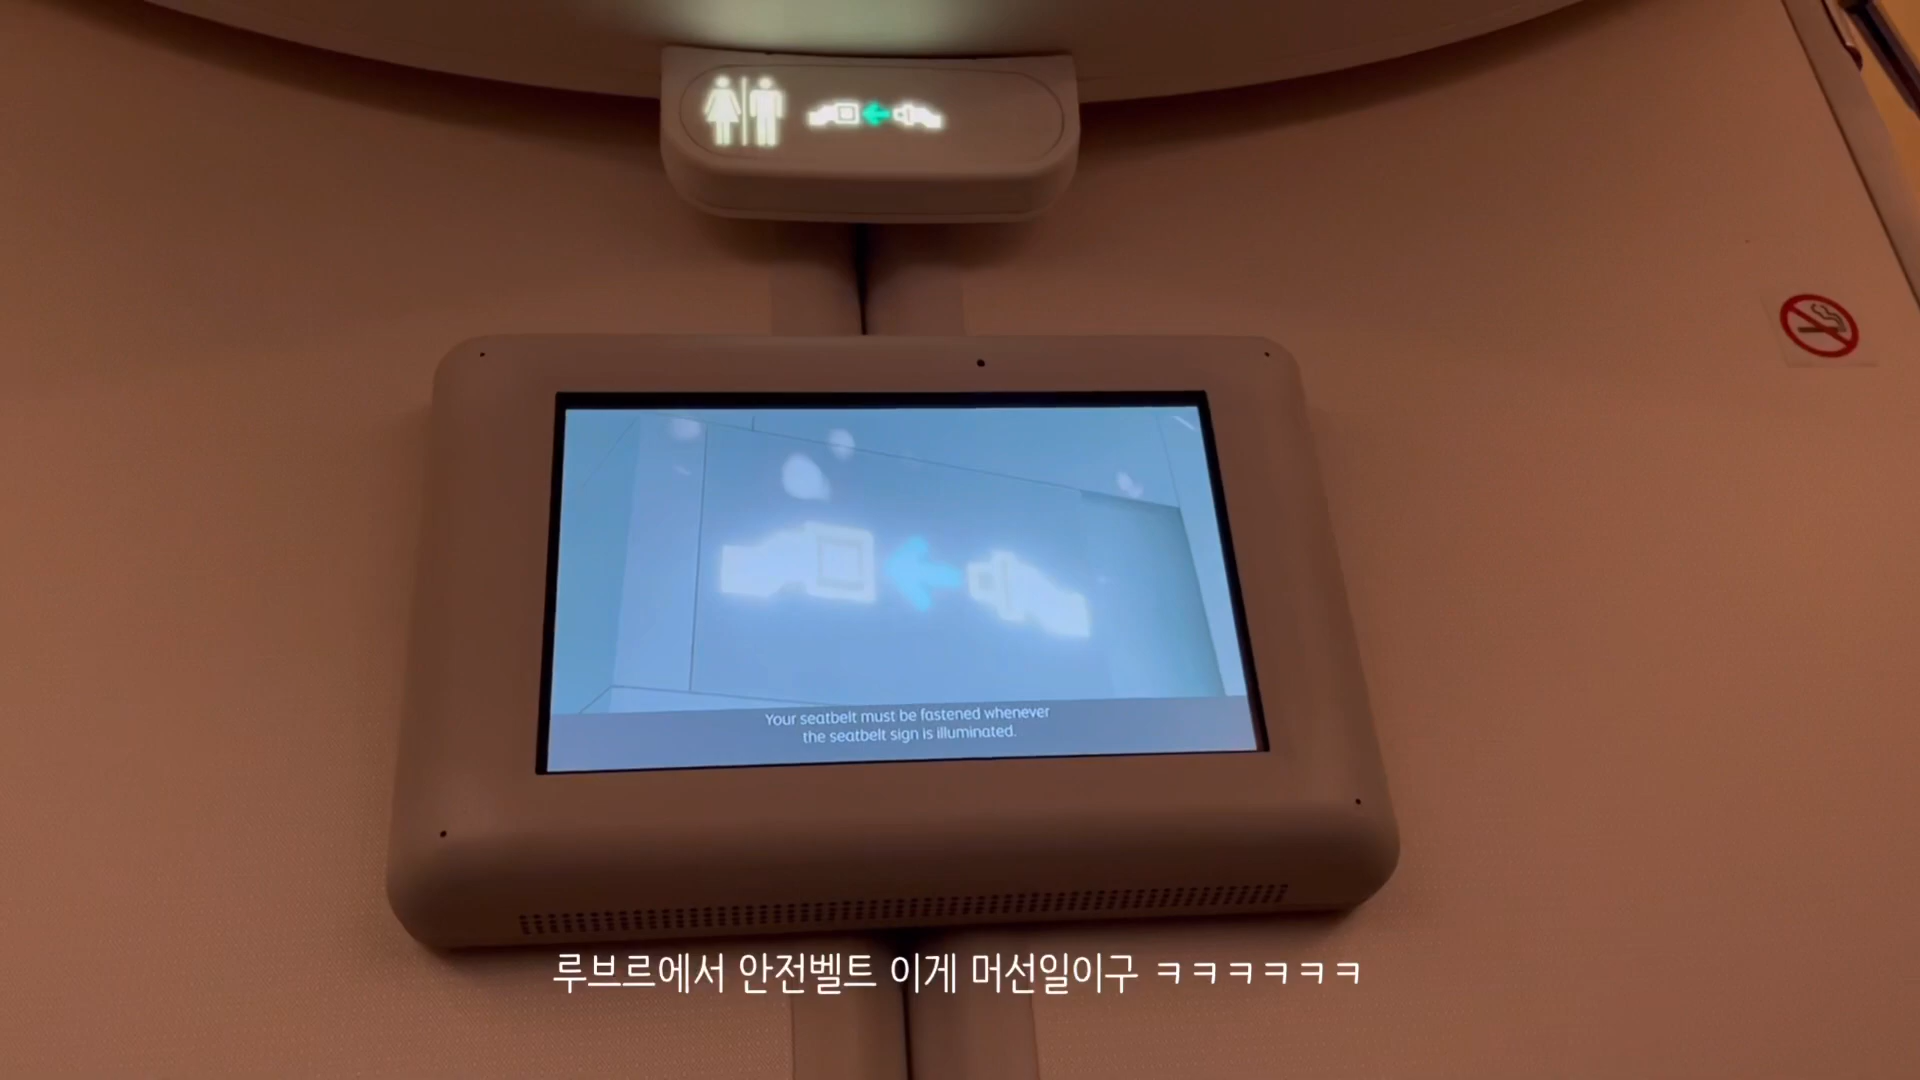 Your seatbelt must be fastened whenever
the seatbelt sign is illuminated.
루브르에서 안전벨트 이게 머선일이구 ㅋㅋㅋㅋㅋㅋ